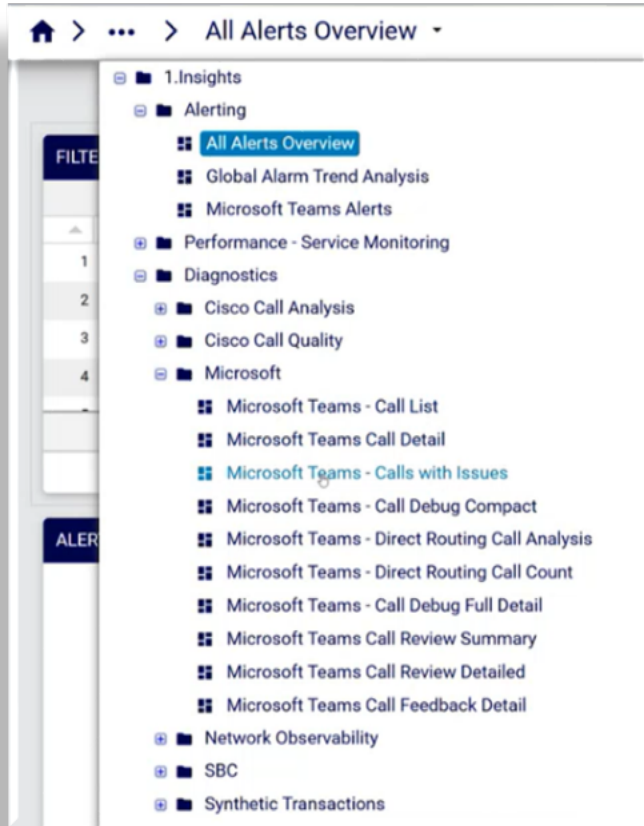 All Alerts Overview
1.Insights
Alerting
All Alerts Overview
Global Alarm Trend Analysis
Microsoft Teams Alerts
Performance - Service Monitoring
Diagnostics
Cisco Call Analysis
Cisco Call Quality
Microsoft
Microsoft Teams - Call List
Microsoft Teams Call Detail
Microsoft Teams - Calls with Issues
Microsoft Teams - Call Debug Compact
Microsoft Teams - Direct Routing Call Analysis
Microsoft Teams - Direct Routing Call Count
Microsoft Teams - Call Debug Full Detail
Microsoft Teams Call Review Summary
Microsoft Teams Call Review Detailed
Microsoft Teams Call Feedback Detail
Network Observability
SBC
Synthetic Transactions
FILTE
1
2
3
4
ALER